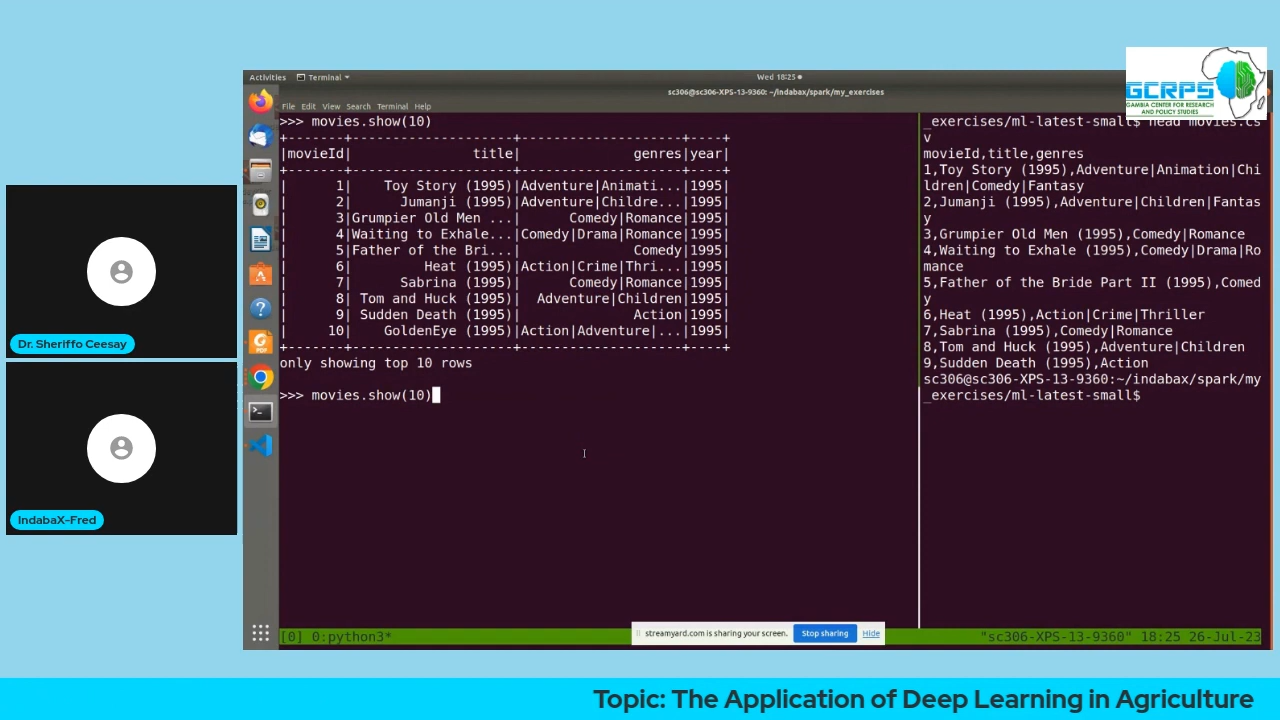 GCRPS
GAMBIA CENTER FOR RESEARCH
AND POLICY STUDIES
Activities Terminal Wed 18:25
sc306@sc306-XPS-13-9360: ~/indabax/spark/my_exercises
File Edit View Search Terminal Help
>>> movies.show(10)
+-------+--------------------+--------------------+----+
|movieId| title| genres|year|
+-------+--------------------+--------------------+----+
| 1| Toy Story (1995)|Adventure|Animati...|1995|
| 2| Jumanji (1995)|Adventure|Childre...|1995|
| 3|Grumpier Old Men ...| Comedy|Romance|1995|
| 4|Waiting to Exhale...|Comedy|Drama|Romance|1995|
| 5|Father of the Bri...| Comedy|1995|
| 6| Heat (1995)|Action|Crime|Thri...|1995|
| 7| Sabrina (1995)| Comedy|Romance|1995|
| 8| Tom and Huck (1995)| Adventure|Children|1995|
| 9| Sudden Death (1995)| Action|1995|
| 10| GoldenEye (1995)|Action|Adventure|...|1995|
+-------+--------------------+--------------------+----+
only showing top 10 rows
>>> movies.show(10)
_exercises/ml-latest-small$ head movies.cs
v
movieId,title,genres
1,Toy Story (1995),Adventure|Animation|Chi
ldren|Comedy|Fantasy
2,Jumanji (1995),Adventure|Children|Fantas
y
3,Grumpier Old Men (1995),Comedy|Romance
4,Waiting to Exhale (1995),Comedy|Drama|Ro
mance
5,Father of the Bride Part II (1995),Comed
y
6,Heat (1995),Action|Crime|Thriller
7,Sabrina (1995),Comedy|Romance
8,Tom and Huck (1995),Adventure|Children
9,Sudden Death (1995),Action
sc306@sc306-XPS-13-9360:~/indabax/spark/my
_exercises/ml-latest-small$
Dr. Sheriffo Ceesay
IndabaX-Fred
[0] 0:python3*
streamyard.com is sharing your screen. Stop sharing Hide
"sc306-XPS-13-9360" 18:25 26-Jul-23
Topic: The Application of Deep Learning in Agriculture